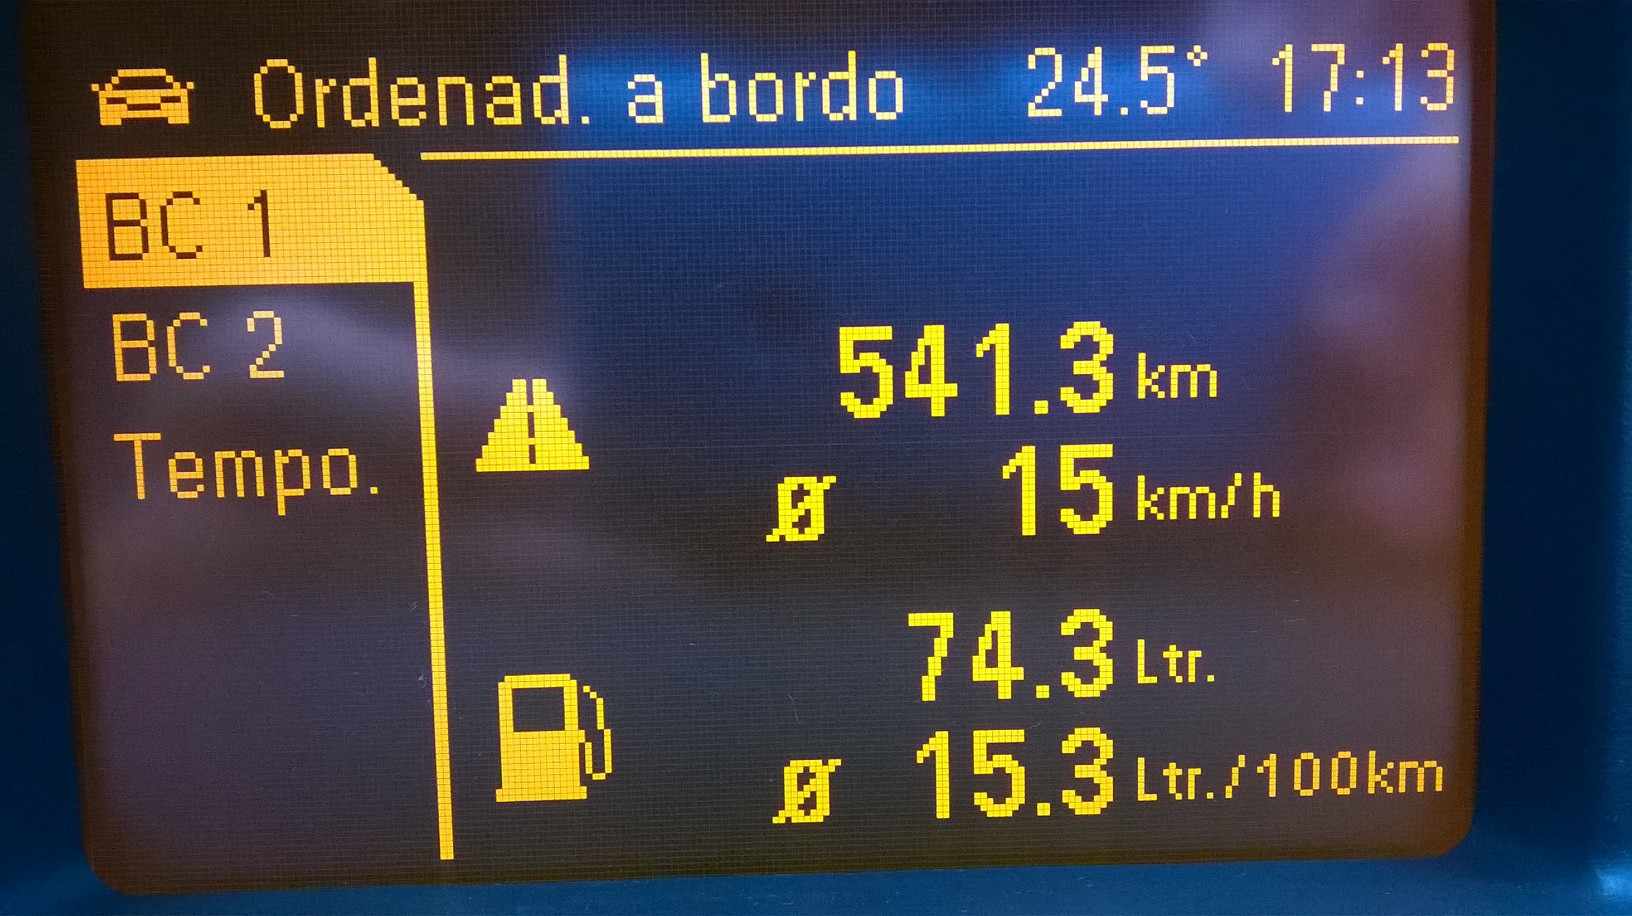 Ordenad. a bordo 24.5° 17:13
BC 1
BC 2
Tempo.
541.3 km
Ø 15 km/h
74.3 Ltr.
Ø 15.3 Ltr./100km